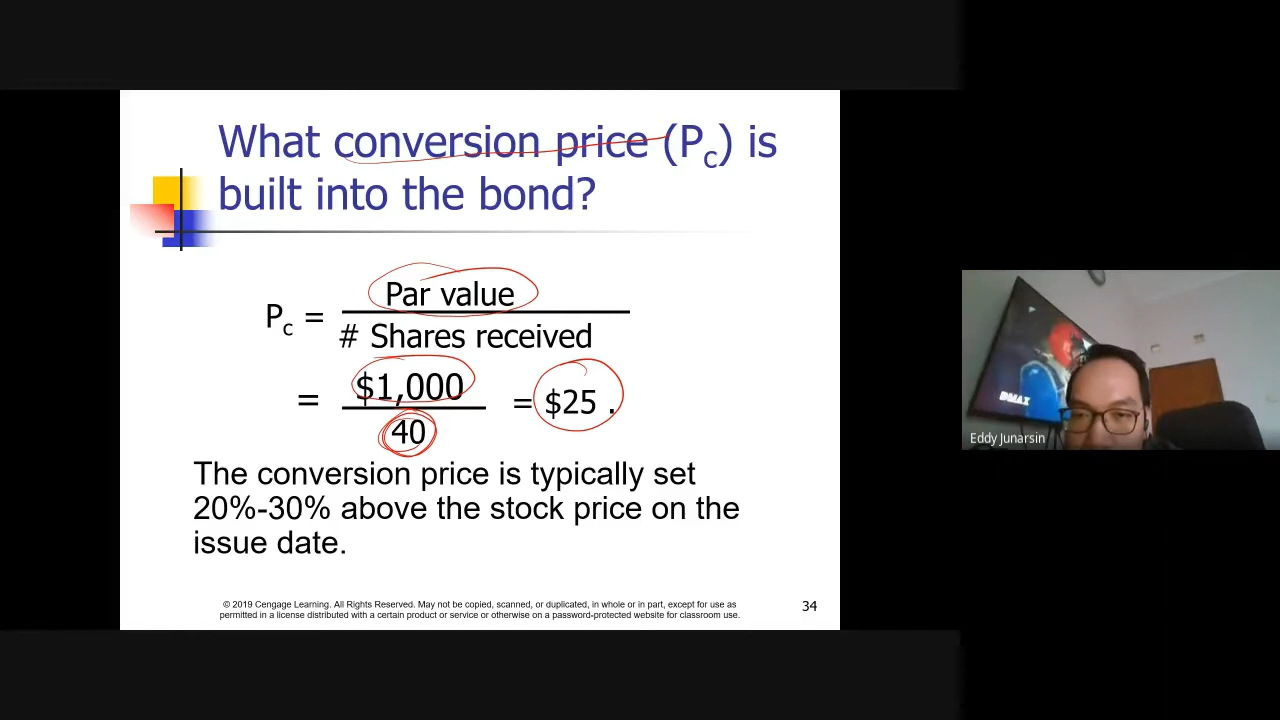 What conversion price (Pc) is
built into the bond?
Pc = Par value
# Shares received
= $1,000
40
= $25 .
The conversion price is typically set
20%-30% above the stock price on the
issue date.
© 2019 Cengage Learning. All Rights Reserved. May not be copied, scanned, or duplicated, in whole or in part, except for use as
permitted in a license distributed with a certain product or service or otherwise on a password-protected website for classroom use.
34
DMAX
Eddy Junarsin